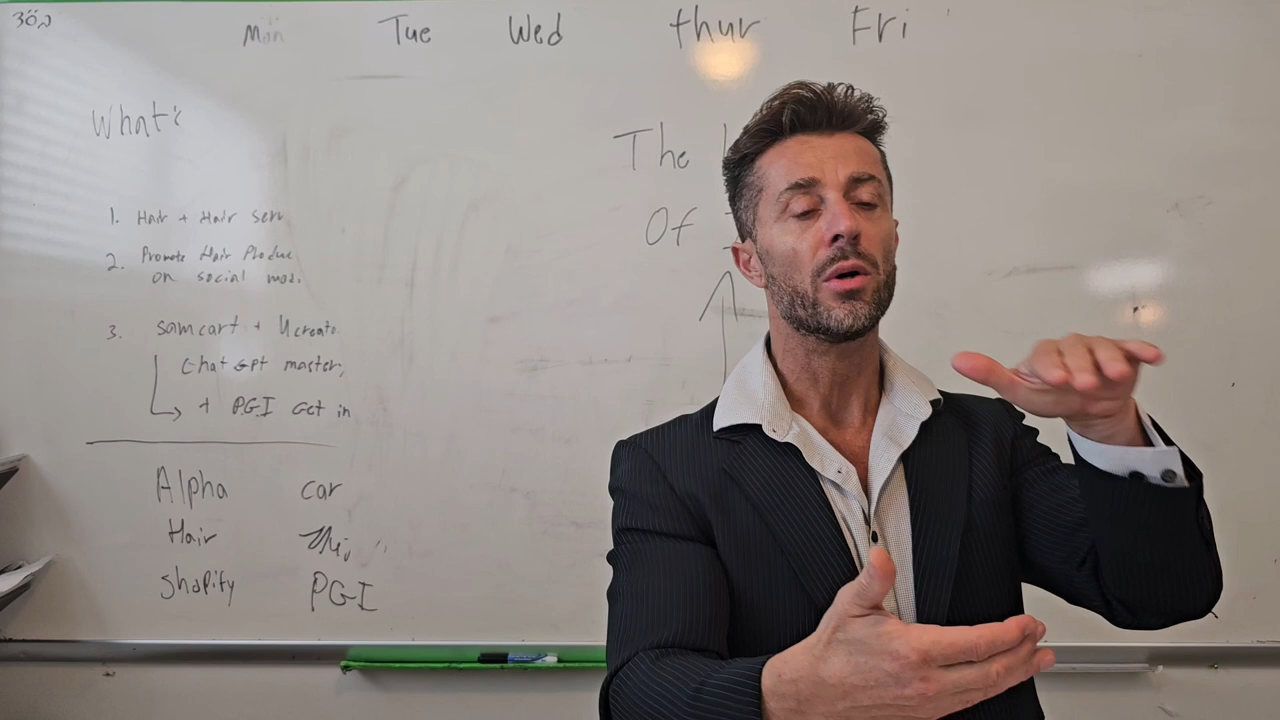 Mon Tue Wed thur Fri
What's
The
Of
1. Hair + Hair serv
2. Promote Hair Produc
on social med.
3. samcart + Ucreate
Chat GPt master,
+ PGI Get in
Alpha car
Hair
shopify PGI